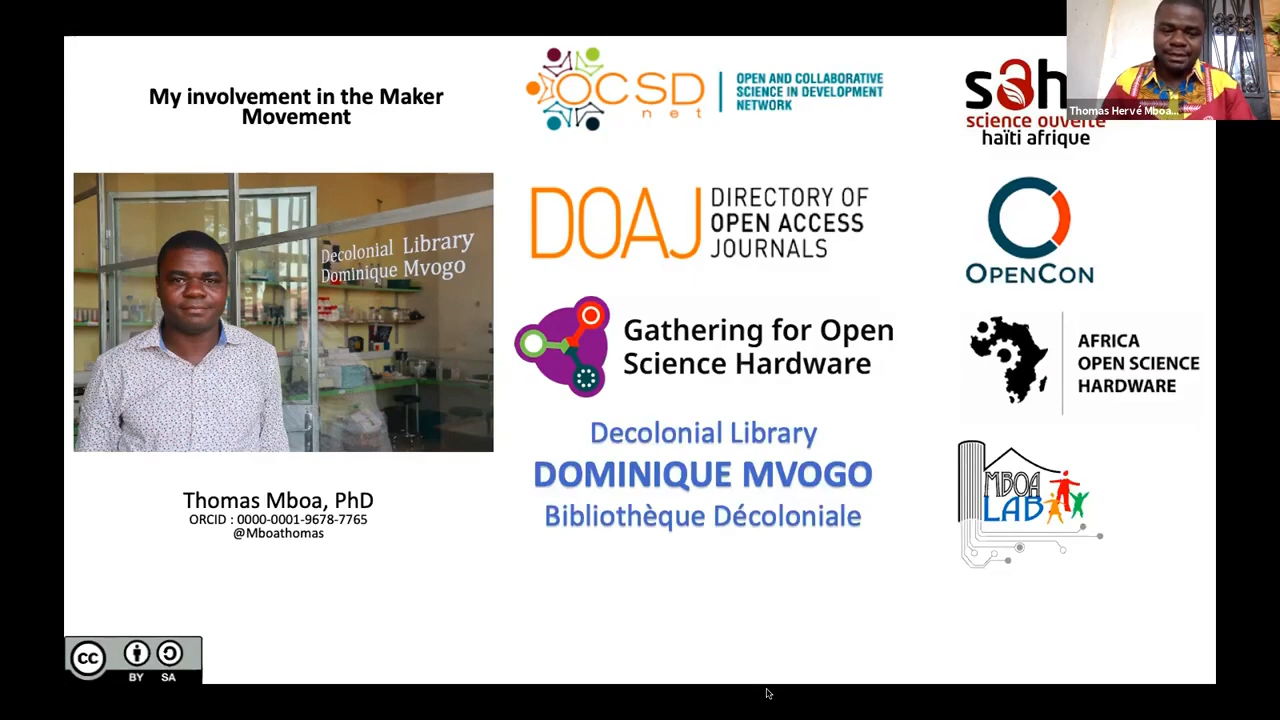 My involvement in the Maker
Movement
Decolonial Library
Dominique Mvogo
Thomas Mboa, PhD
ORCID : 0000-0001-9678-7765
@Mboathomas
OCSD
net
OPEN AND COLLABORATIVE
SCIENCE IN DEVELOPMENT
NETWORK
DOAJ
DIRECTORY OF
OPEN ACCESS
JOURNALS
Gathering for Open
Science Hardware
Decolonial Library
DOMINIQUE MVOGO
Bibliothèque Décoloniale
Thomas Hervé Mboa...
science ouverte
haïti afrique
OPENCON
AFRICA
OPEN SCIENCE
HARDWARE
MBOA
LAB
cc
BY SA